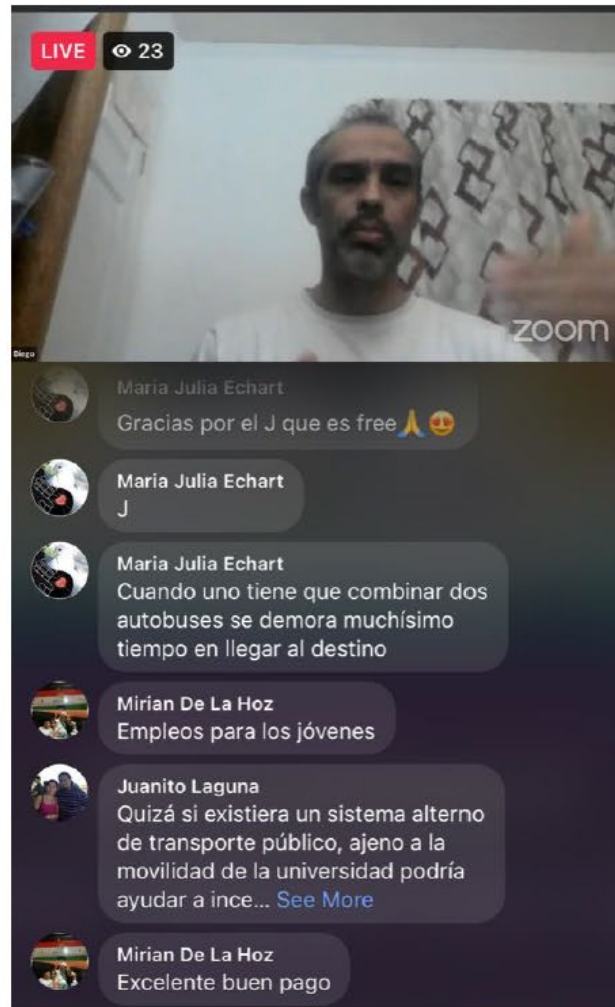 LIVE 23
zoom
Diego
Maria Julia Echart
Gracias por el J que es free🙏😍
Maria Julia Echart
J
Maria Julia Echart
Cuando uno tiene que combinar dos
autobuses se demora muchísimo
tiempo en llegar al destino
Mirian De La Hoz
Empleos para los jóvenes
Juanito Laguna
Quizá si existiera un sistema alterno
de transporte público, ajeno a la
movilidad de la universidad podría
ayudar a ince... See More
Mirian De La Hoz
Excelente buen pago